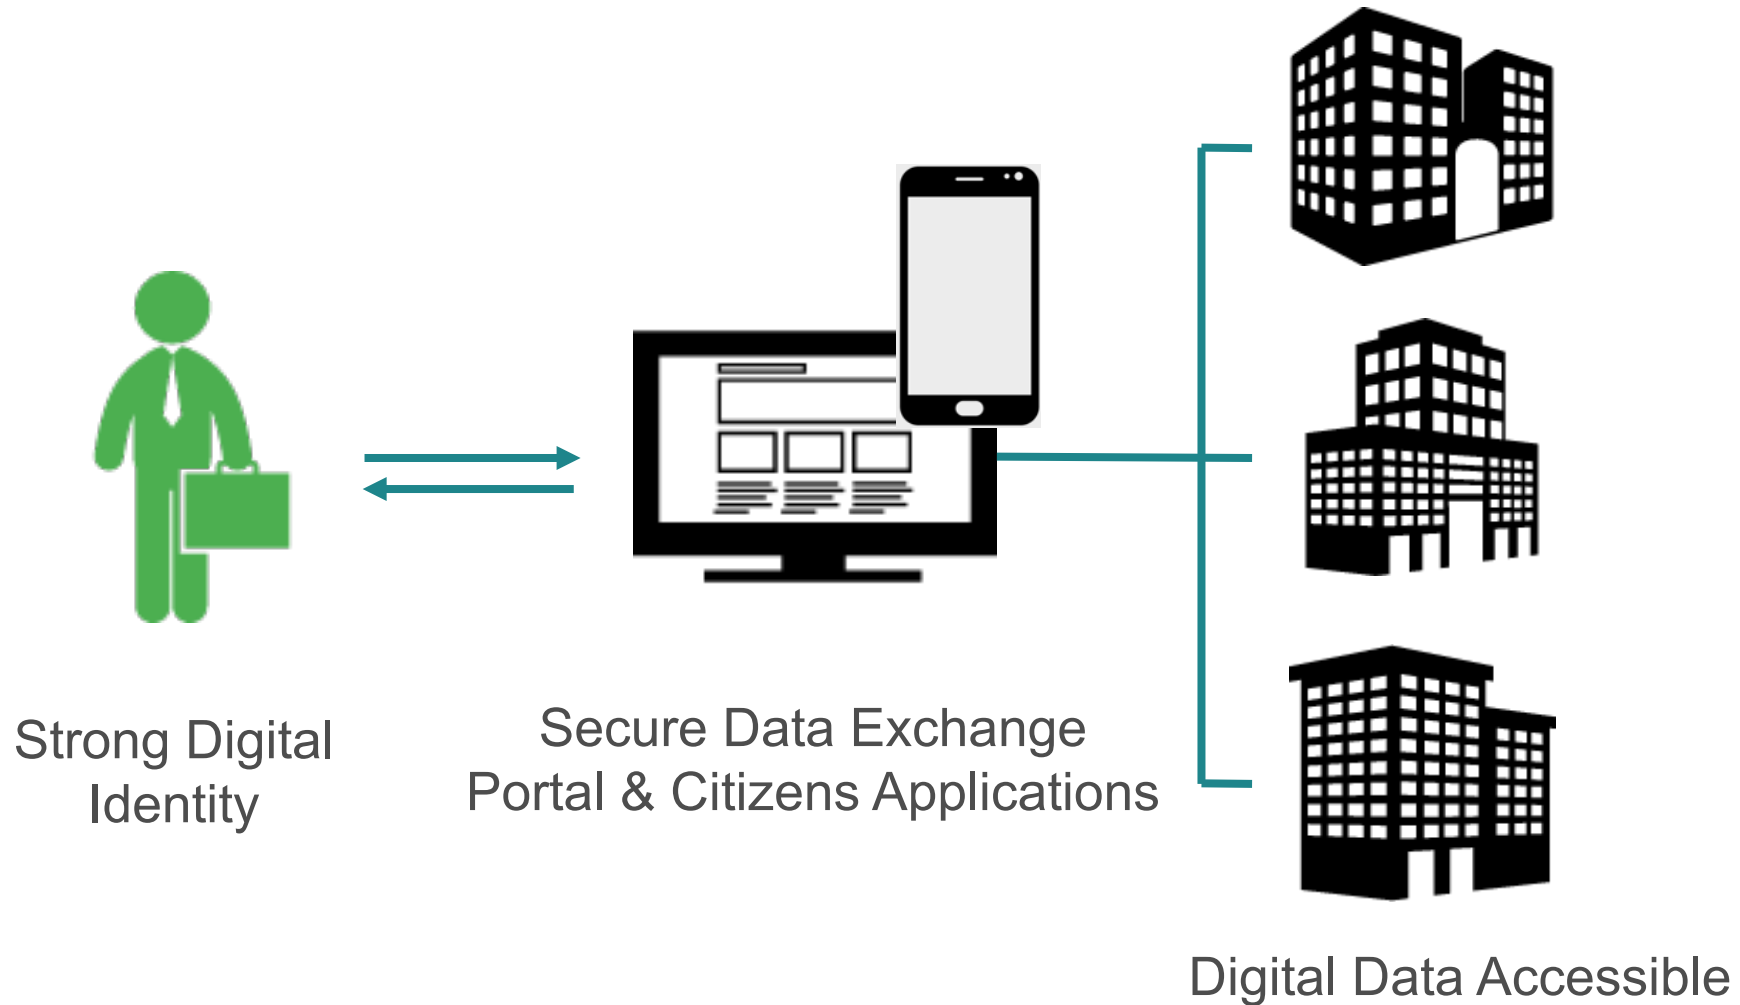 Strong Digital
Identity
Secure Data Exchange
Portal & Citizens Applications
Digital Data Accessible